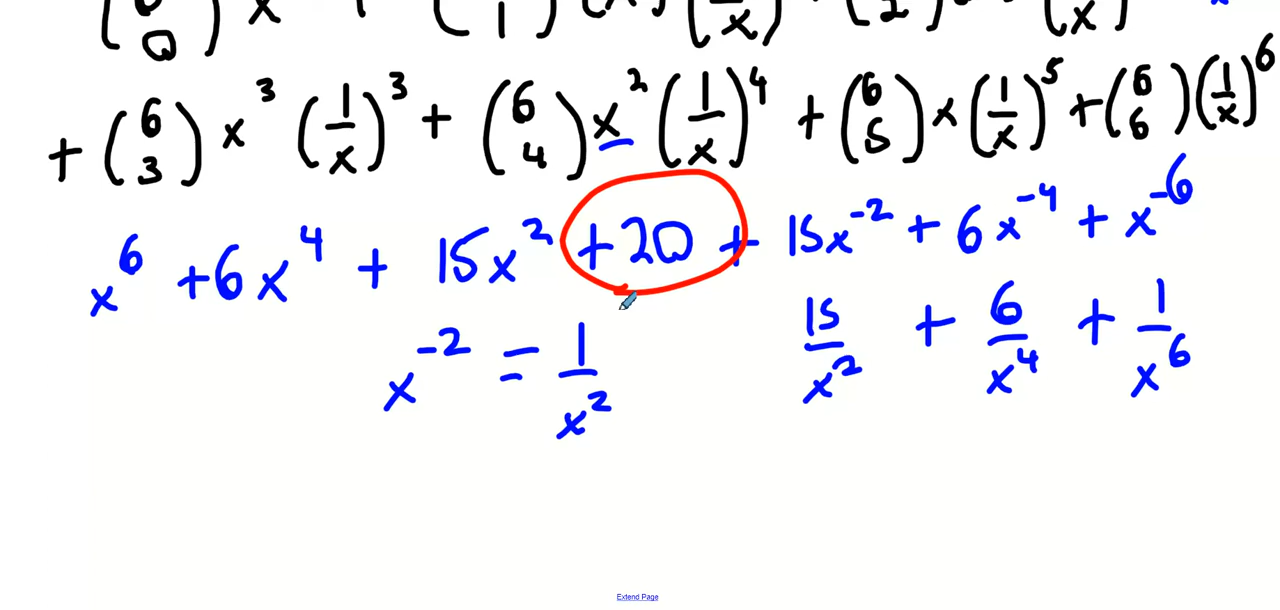 + (6 3) x^3 (1/x)^3 + (6 4) x^2 (1/x)^4 + (6 5) x (1/x)^5 + (6 6) (1/x)^6
x^6 + 6x^4 + 15x^2 + 20 + 15x^-2 + 6x^-4 + x^-6
x^-2 = 1/x^2    15/x^2 + 6/x^4 + 1/x^6
Extend Page